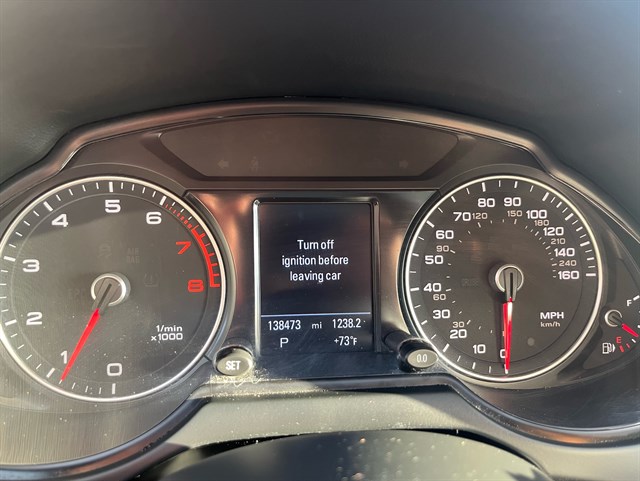 Turn off
ignition before
leaving car
138473 mi 1238.2
P +73°F
0
1
2
3
4
5
6
7
8
1/min
x1000
SET
0
10
20
30
40
50
60
70
80
90
100
120
140
160
30
60
90
120
150
180
210
240
MPH
km/h
0.0
F
E